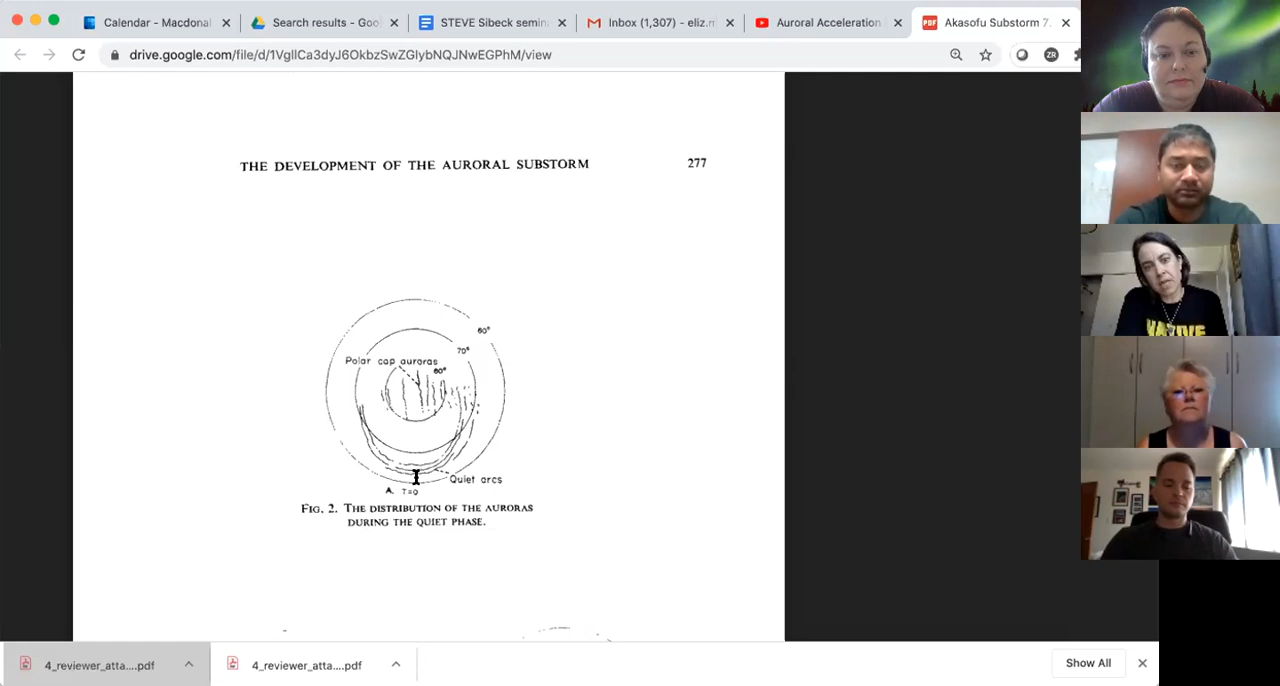 Calendar - Macdonal
Search results - Goo
STEVE Sibeck semin
Inbox (1,307) - eliz.m
Auroral Acceleration
PDF
Akasofu Substorm 7.
drive.google.com/file/d/1VgllCa3dyJ6OkbzSwZGlybNQJNwEGPhM/view
ZR
THE DEVELOPMENT OF THE AURORAL SUBSTORM
277
60°
70°
Polar cap auroras
80°
Quiet arcs
A. T=0
FIG. 2. THE DISTRIBUTION OF THE AURORAS
DURING THE QUIET PHASE.
4_reviewer_atta....pdf
4_reviewer_atta....pdf
Show All